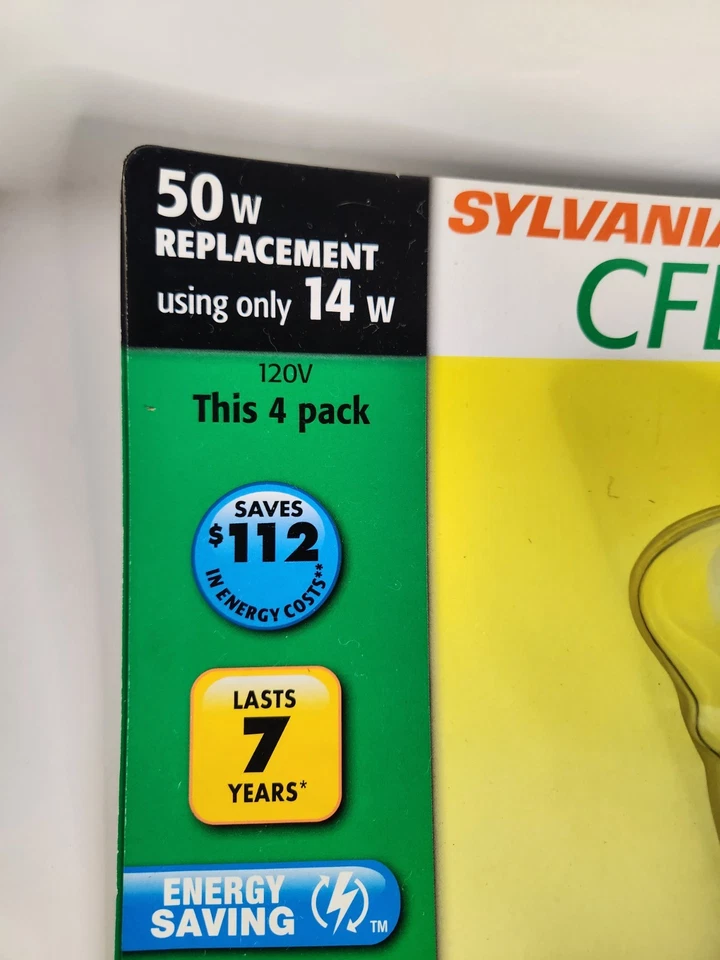 50 W
REPLACEMENT
using only 14 W
SYLVANIA
CFL
120V
This 4 pack
SAVES
$112
IN ENERGY COSTS**
LASTS
7
YEARS*
ENERGY
SAVING
TM